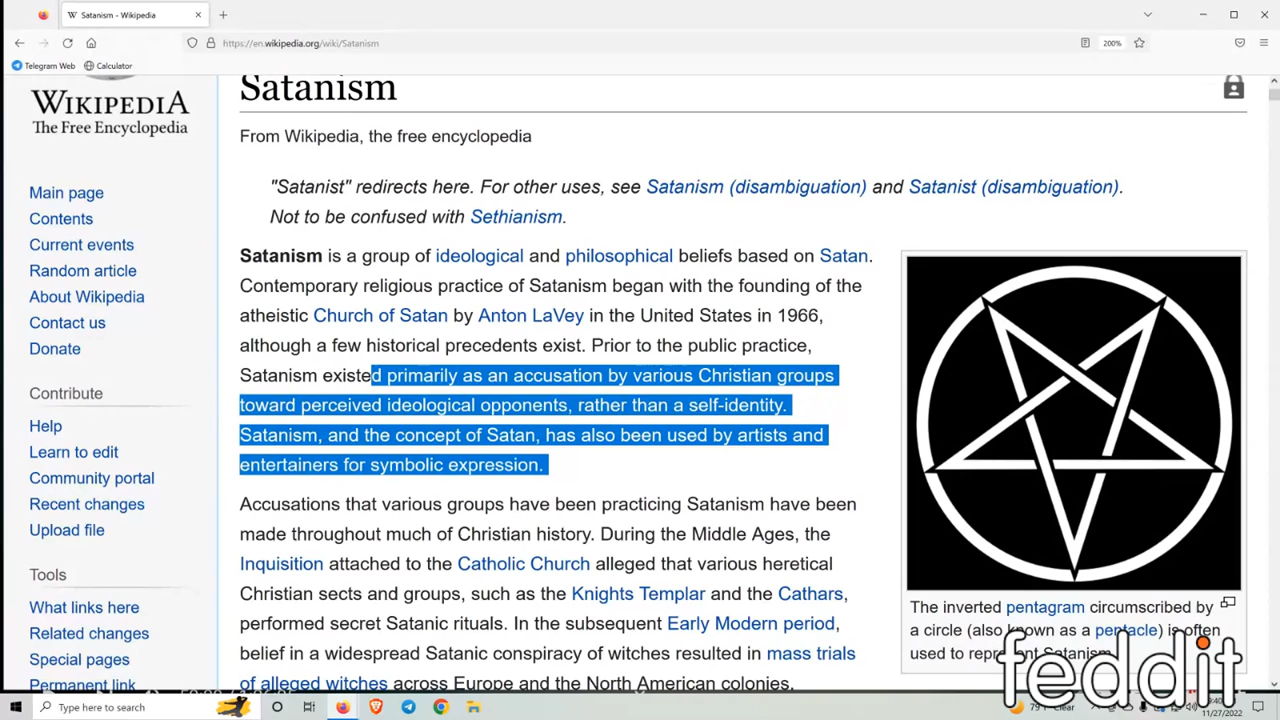 Satanism - Wikipedia
https://en.wikipedia.org/wiki/Satanism
200%
Telegram Web
Calculator
WIKIPEDIA
The Free Encyclopedia
Main page
Contents
Current events
Random article
About Wikipedia
Contact us
Donate
Contribute
Help
Learn to edit
Community portal
Recent changes
Upload file
Tools
What links here
Related changes
Special pages
Permanent link
Satanism
From Wikipedia, the free encyclopedia
"Satanist" redirects here. For other uses, see Satanism (disambiguation) and Satanist (disambiguation).
Not to be confused with Sethianism.
Satanism is a group of ideological and philosophical beliefs based on Satan.
Contemporary religious practice of Satanism began with the founding of the
atheistic Church of Satan by Anton LaVey in the United States in 1966,
although a few historical precedents exist. Prior to the public practice,
Satanism existed primarily as an accusation by various Christian groups
toward perceived ideological opponents, rather than a self-identity.
Satanism, and the concept of Satan, has also been used by artists and
entertainers for symbolic expression.
Accusations that various groups have been practicing Satanism have been
made throughout much of Christian history. During the Middle Ages, the
Inquisition attached to the Catholic Church alleged that various heretical
Christian sects and groups, such as the Knights Templar and the Cathars,
performed secret Satanic rituals. In the subsequent Early Modern period,
belief in a widespread Satanic conspiracy of witches resulted in mass trials
of alleged witches across Europe and the North American colonies.
The inverted pentagram circumscribed by
a circle (also known as a pentacle) is often
used to represent Satanism
feddit
Type here to search
Clear
11/27/2022